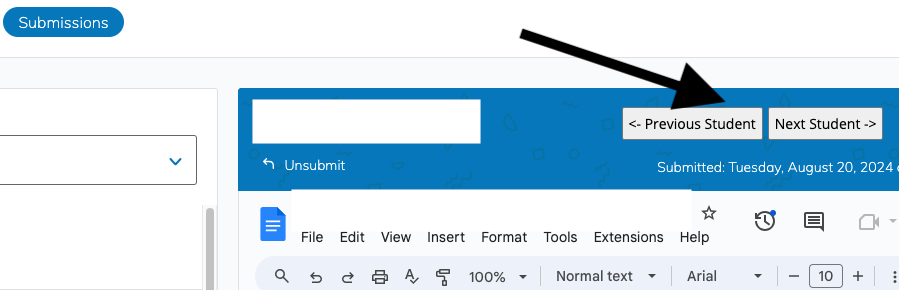 Submissions
<- Previous Student Next Student ->
Unsubmit
Submitted: Tuesday, August 20, 2024
File Edit View Insert Format Tools Extensions Help
100% Normal text Arial 10